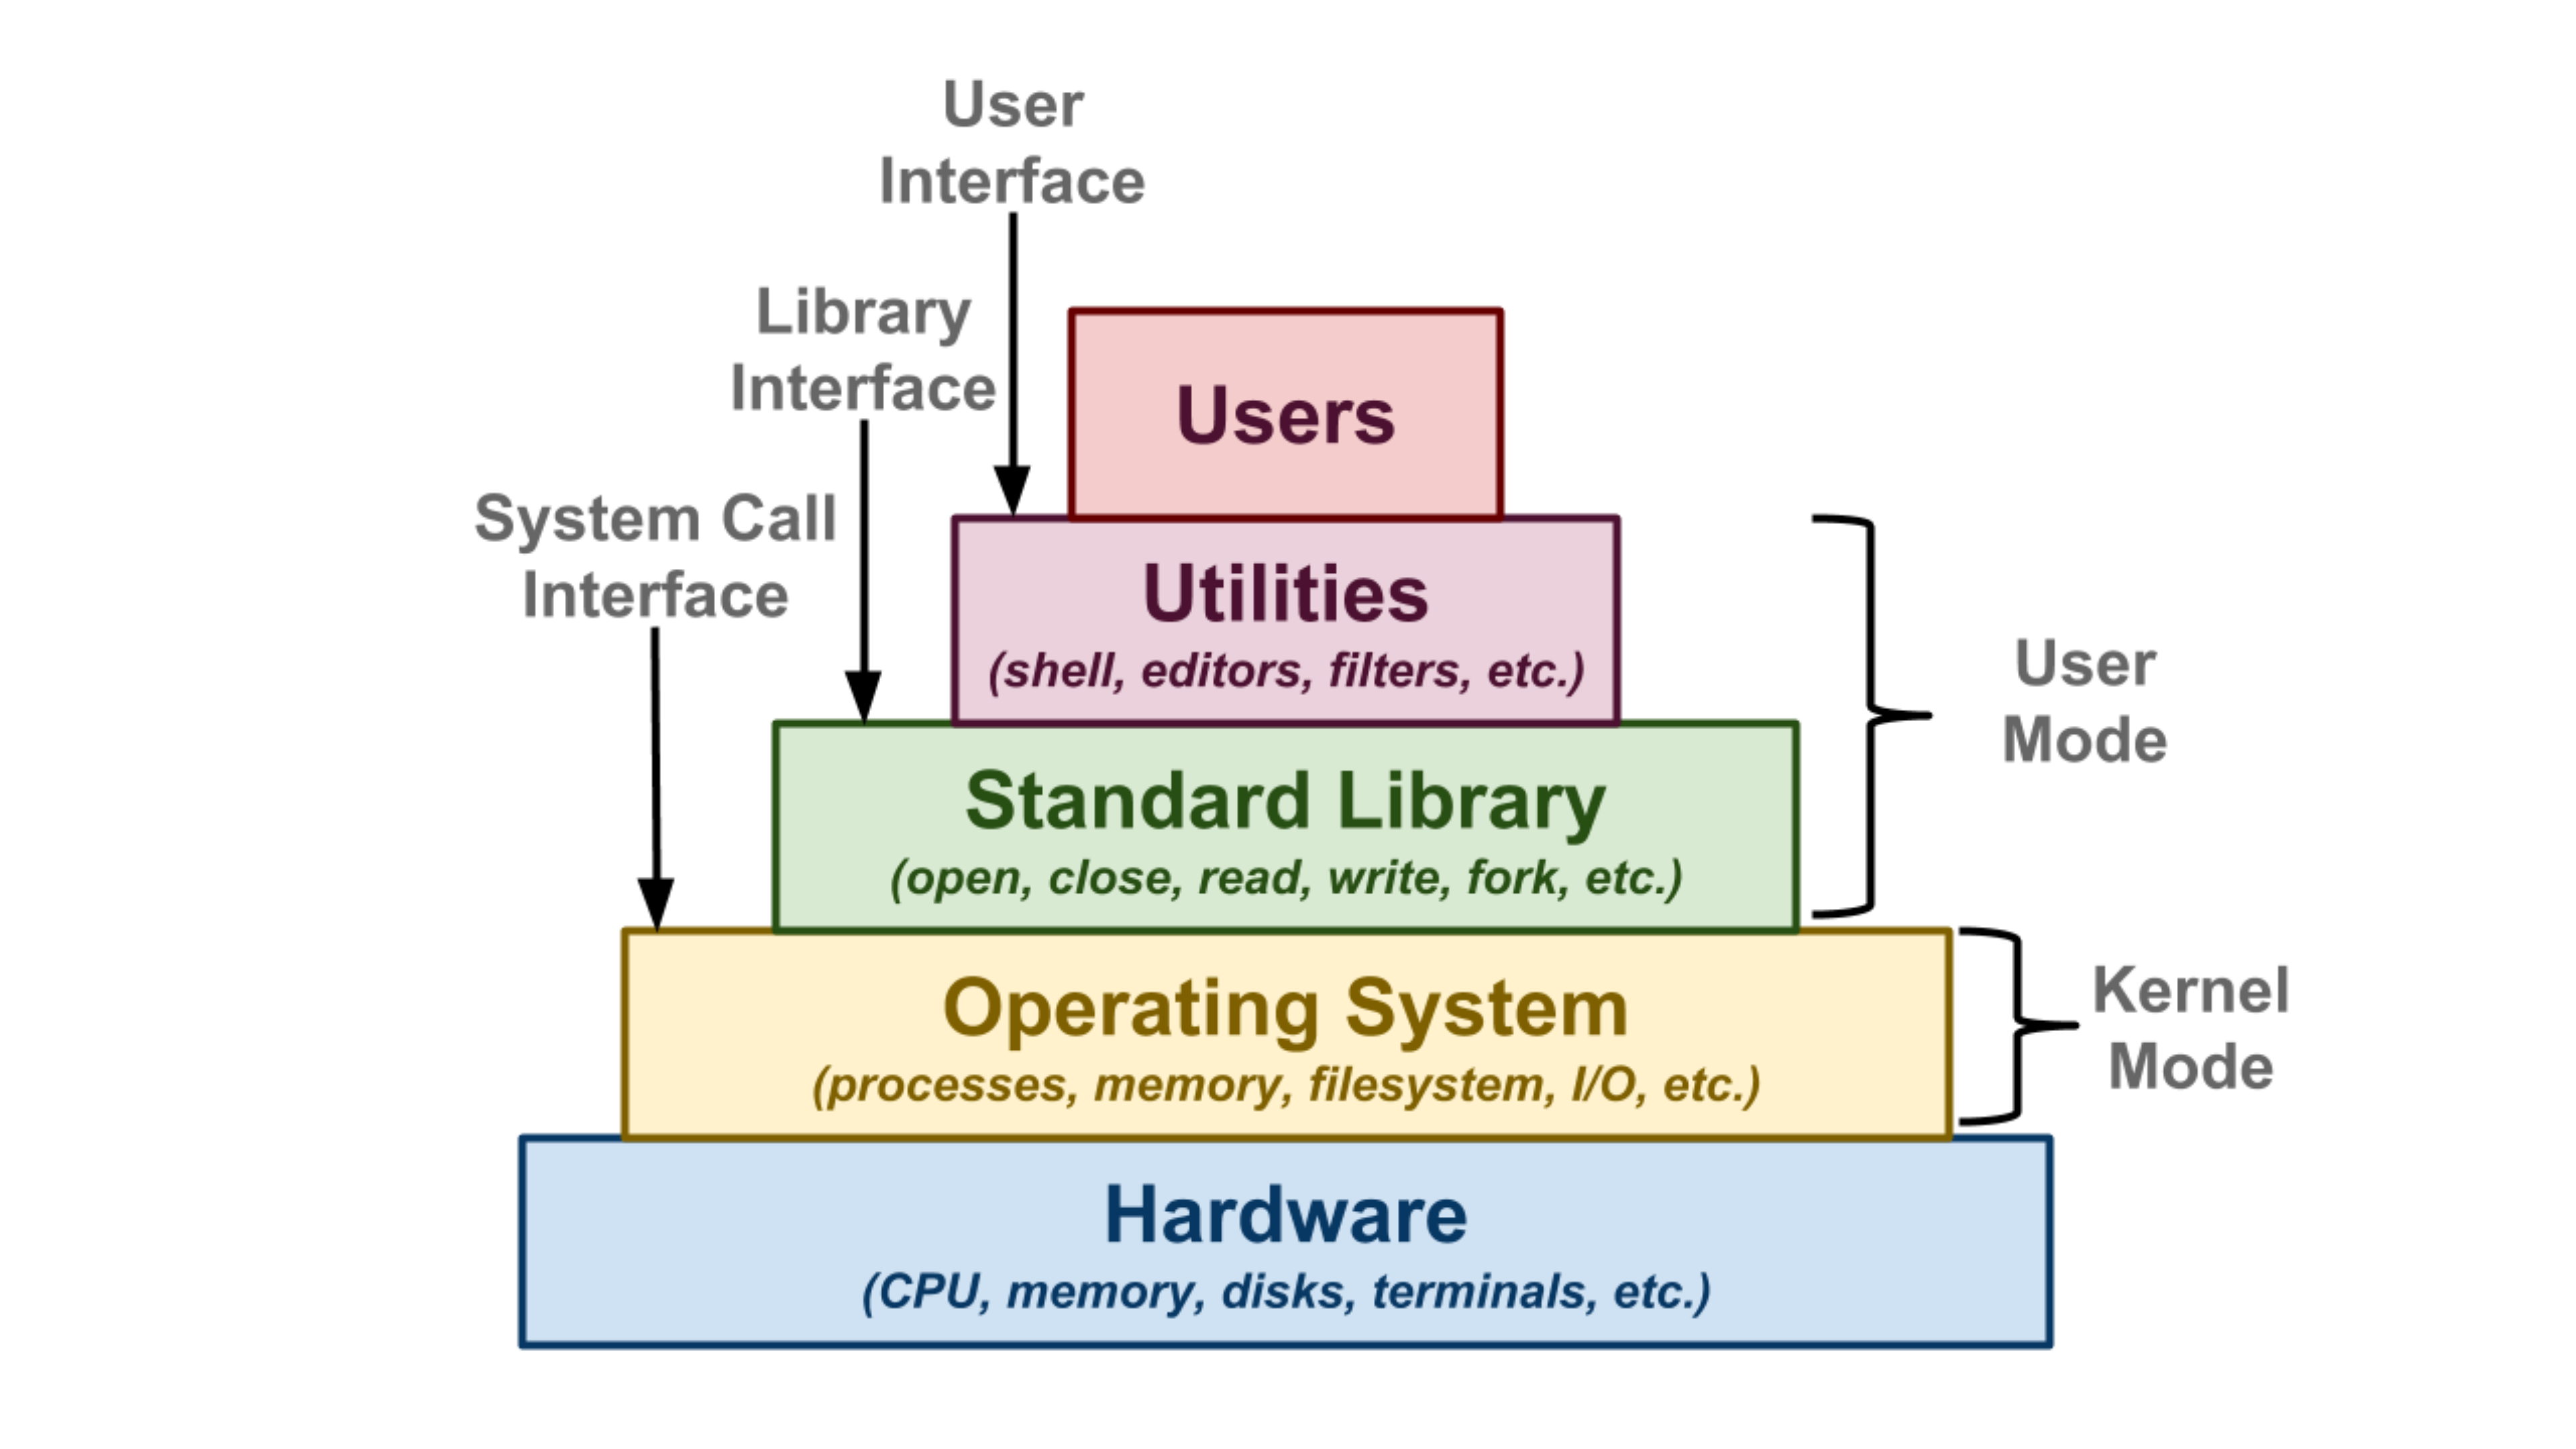 User
Interface
Library
Interface
System Call
Interface
Users
Utilities
(shell, editors, filters, etc.)
Standard Library
(open, close, read, write, fork, etc.)
Operating System
(processes, memory, filesystem, I/O, etc.)
Hardware
(CPU, memory, disks, terminals, etc.)
User
Mode
Kernel
Mode